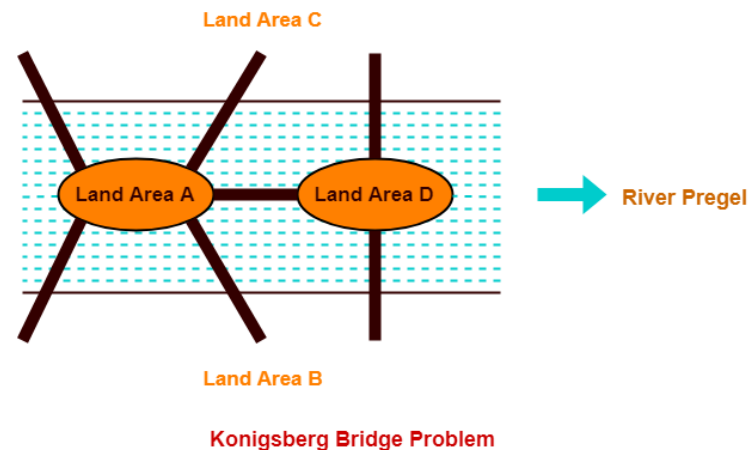 Land Area C
Land Area A
Land Area D
River Pregel
Land Area B
Konigsberg Bridge Problem